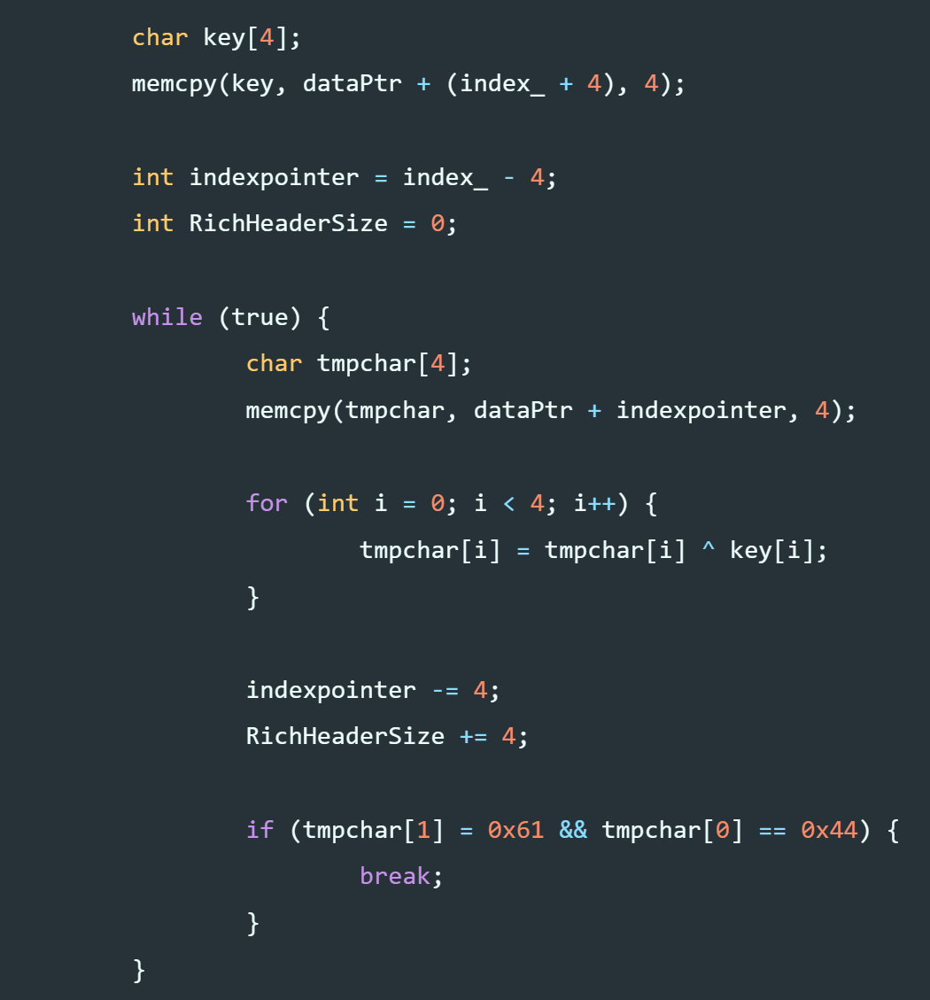 char key[4];
memcpy(key, dataPtr + (index_ + 4), 4);
int indexpointer = index_ - 4;
int RichHeaderSize = 0;
while (true) {
char tmpchar[4];
memcpy(tmpchar, dataPtr + indexpointer, 4);
for (int i = 0; i < 4; i++) {
tmpchar[i] = tmpchar[i] ^ key[i];
}
indexpointer -= 4;
RichHeaderSize += 4;
if (tmpchar[1] = 0x61 && tmpchar[0] == 0x44) {
break;
}
}